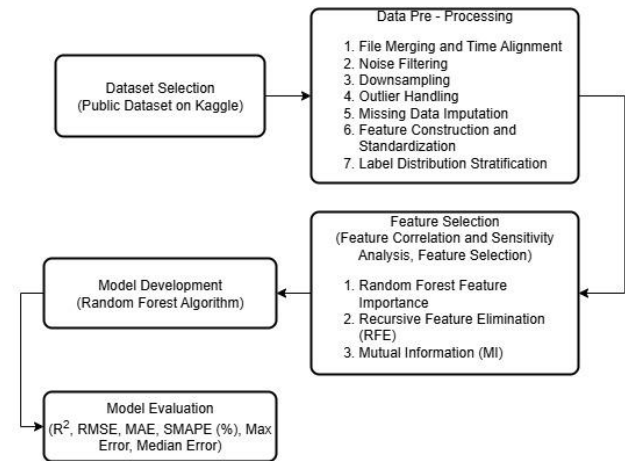 Dataset Selection
(Public Dataset on Kaggle)
Data Pre - Processing
1. File Merging and Time Alignment
2. Noise Filtering
3. Downsampling
4. Outlier Handling
5. Missing Data Imputation
6. Feature Construction and
Standardization
7. Label Distribution Stratification
Feature Selection
(Feature Correlation and Sensitivity
Analysis, Feature Selection)
1. Random Forest Feature
Importance
2. Recursive Feature Elimination
(RFE)
3. Mutual Information (MI)
Model Development
(Random Forest Algorithm)
Model Evaluation
(R², RMSE, MAE, SMAPE (%), Max
Error, Median Error)